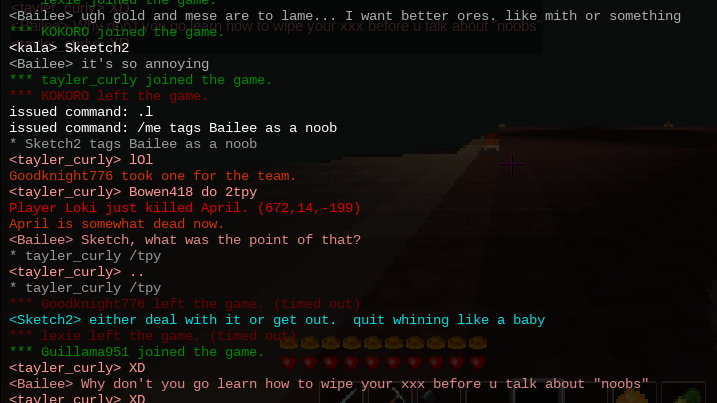 *** lexie joined the game.
<Bailee> ugh gold and mese are to lame... I want better ores. like mith or something
*** KOKORO joined the game.
<kala> Skeetch2
<Bailee> it's so annoying
*** tayler_curly joined the game.
*** KOKORO left the game.
issued command: .l
issued command: /me tags Bailee as a noob
* Sketch2 tags Bailee as a noob
<tayler_curly> lOl
Goodknight776 took one for the team.
<tayler_curly> Bowen418 do 2tpy
Player Loki just killed April. (672,14,-199)
April is somewhat dead now.
<Bailee> Sketch, what was the point of that?
* tayler_curly /tpy
<tayler_curly> ..
* tayler_curly /tpy
*** Goodknight776 left the game. (timed out)
<Sketch2> either deal with it or get out.  quit whining like a baby
*** lexie left the game. (timed out)
*** Guillama951 joined the game.
<tayler_curly> XD
<Bailee> Why don't you go learn how to wipe your xxx before u talk about "noobs"
<tayler_curly> XD